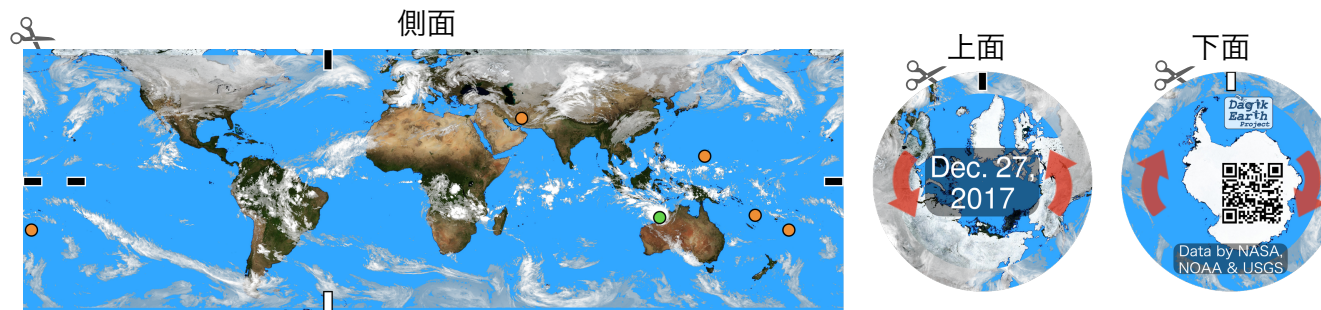 側面
上面
下面
Dec. 27,
2017
Dagik
Earth
Project
Data by NASA,
NOAA & USGS